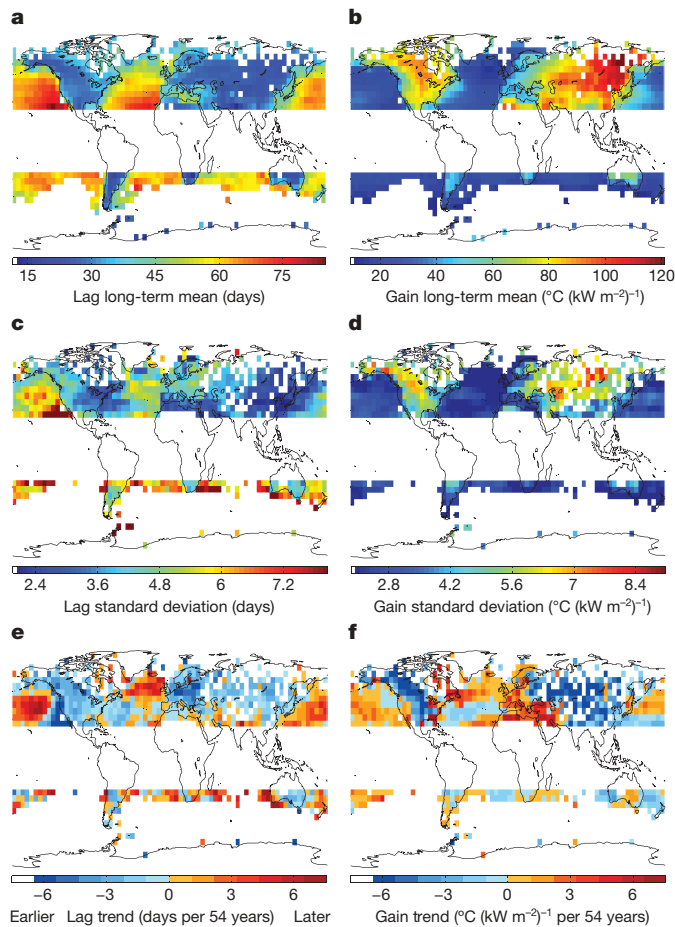 a b
15 30 45 60 75 20 40 60 80 100 120
Lag long-term mean (days) Gain long-term mean (°C (kW m⁻²)⁻¹)
c d
2.4 3.6 4.8 6 7.2 2.8 4.2 5.6 7 8.4
Lag standard deviation (days) Gain standard deviation (°C (kW m⁻²)⁻¹)
e f
−6 −3 0 3 6 −6 −3 0 3 6
Earlier Lag trend (days per 54 years) Later Gain trend (°C (kW m⁻²)⁻¹ per 54 years)